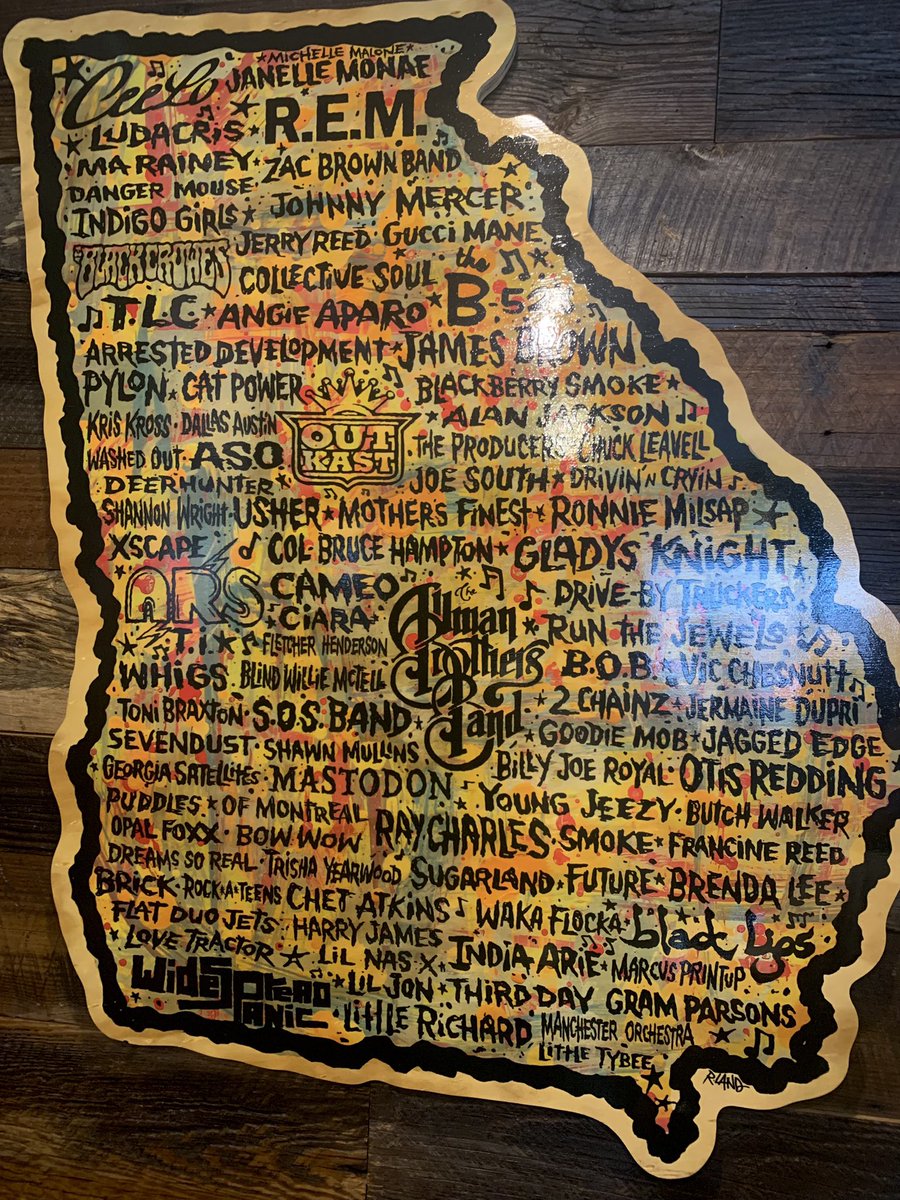 ★MICHELLE MALONE★
CeeLo JANELLE MONAE
LUDACRIS★ R.E.M.
MA RAINEY· ZAC BROWN BAND
DANGER MOUSE·
INDIGO GIRLS★ JOHNNY MERCER
BLACK CROWES JERRY REED· GUCCI MANE
COLLECTIVE SOUL the B·52s
TLC★ ANGIE APARO★
ARRESTED DEVELOPMENT· JAMES BROWN
PYLON· CAT POWER BLACKBERRY SMOKE★
KRIS KROSS· DALLAS AUSTIN OUTKAST ★ALAN JACKSON
WASHED OUT· ASO ·THE PRODUCERS· CHUCK LEAVELL
DEERHUNTER★ JOE SOUTH★ DRIVIN N CRYIN
SHANNON WRIGHT· USHER★ MOTHERS FINEST★ RONNIE MILSAP★
XSCAPE COL BRUCE HAMPTON★ GLADYS KNIGHT
ARS CAMEO THE Allman Brothers Band ★DRIVE-BY TRUCKERS
★CIARA★
★T.I.★ FLETCHER HENDERSON ★RUN THE JEWELS
WHIGS★ BLIND WILLIE MCTELL B.O.B★ VIC CHESNUTT
TONI BRAXTON★ S.O.S. BAND ★2 CHAINZ★ JERMAINE DUPRI
SEVENDUST· SHAWN MULLINS ★GOODIE MOB★ JAGGED EDGE
GEORGIA SATELLITES· MASTODON BILLY JOE ROYAL· OTIS REDDING
PUDDLES★ OF MONTREAL ★YOUNG JEEZY· BUTCH WALKER
OPAL FOXX· BOW WOW RAY CHARLES★ SMOKE★ FRANCINE REED
DREAMS SO REAL· TRISHA YEARWOOD SUGARLAND★ FUTURE★ BRENDA LEE★
BRICK· ROCK★A★TEENS CHET ATKINS WAKA FLOCKA· black Lips
FLAT DUO JETS· HARRY JAMES
★LOVE TRACTOR★ LIL NAS X· INDIA ARIE· MARCUS PRINTUP
WIDESPREAD PANIC ★LIL JON★ THIRD DAY GRAM PARSONS
·LITTLE RICHARD MANCHESTER ORCHESTRA
LITTLE TYBEE
R.LAND